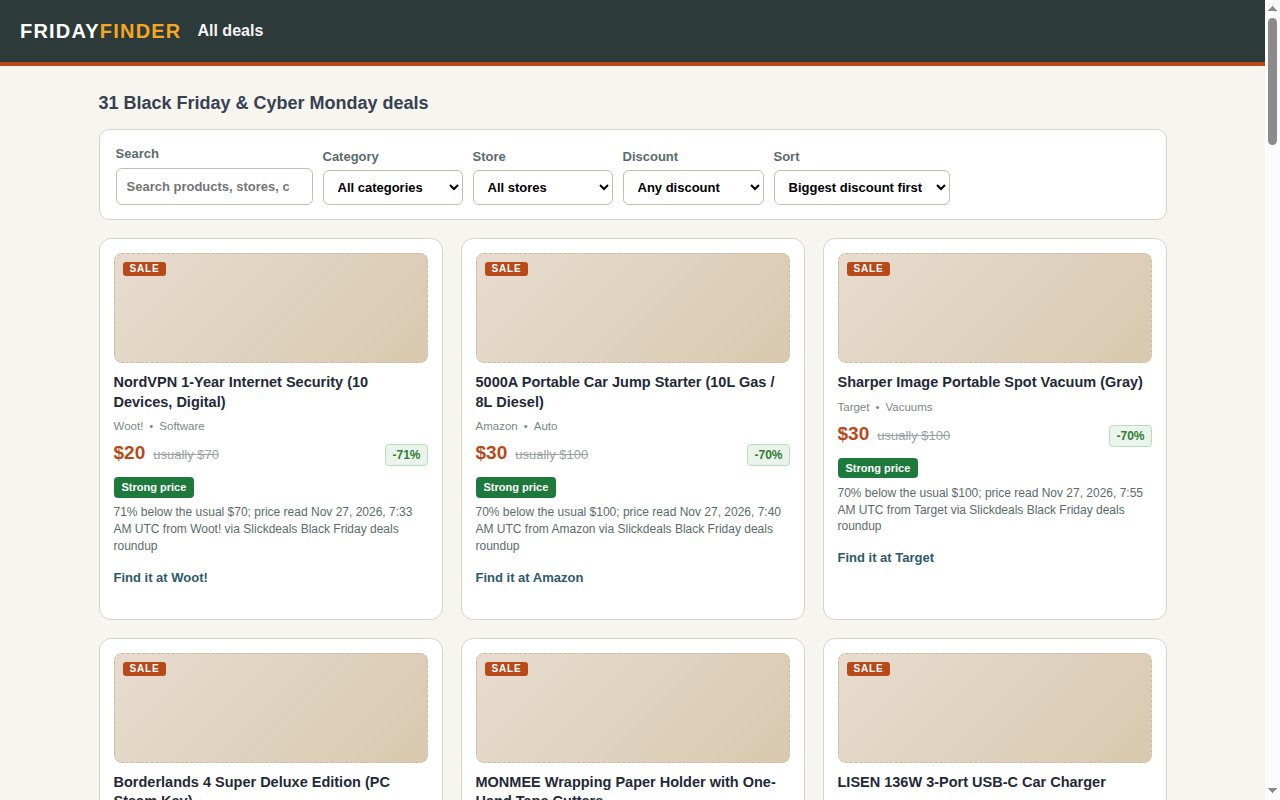 FRIDAYFINDER All deals
31 Black Friday & Cyber Monday deals
Search Category Store Discount Sort
Search products, stores, c All categories All stores Any discount Biggest discount first
SALE
NordVPN 1-Year Internet Security (10
Devices, Digital)
Woot! • Software
$20 usually $70 -71%
Strong price
71% below the usual $70; price read Nov 27, 2026, 7:33
AM UTC from Woot! via Slickdeals Black Friday deals
roundup
Find it at Woot!
SALE
5000A Portable Car Jump Starter (10L Gas /
8L Diesel)
Amazon • Auto
$30 usually $100 -70%
Strong price
70% below the usual $100; price read Nov 27, 2026, 7:40
AM UTC from Amazon via Slickdeals Black Friday deals
roundup
Find it at Amazon
SALE
Sharper Image Portable Spot Vacuum (Gray)
Target • Vacuums
$30 usually $100 -70%
Strong price
70% below the usual $100; price read Nov 27, 2026, 7:55
AM UTC from Target via Slickdeals Black Friday deals
roundup
Find it at Target
SALE
Borderlands 4 Super Deluxe Edition (PC
Steam Key)
SALE
MONMEE Wrapping Paper Holder with One-
Hand Tape Cutters
SALE
LISEN 136W 3-Port USB-C Car Charger